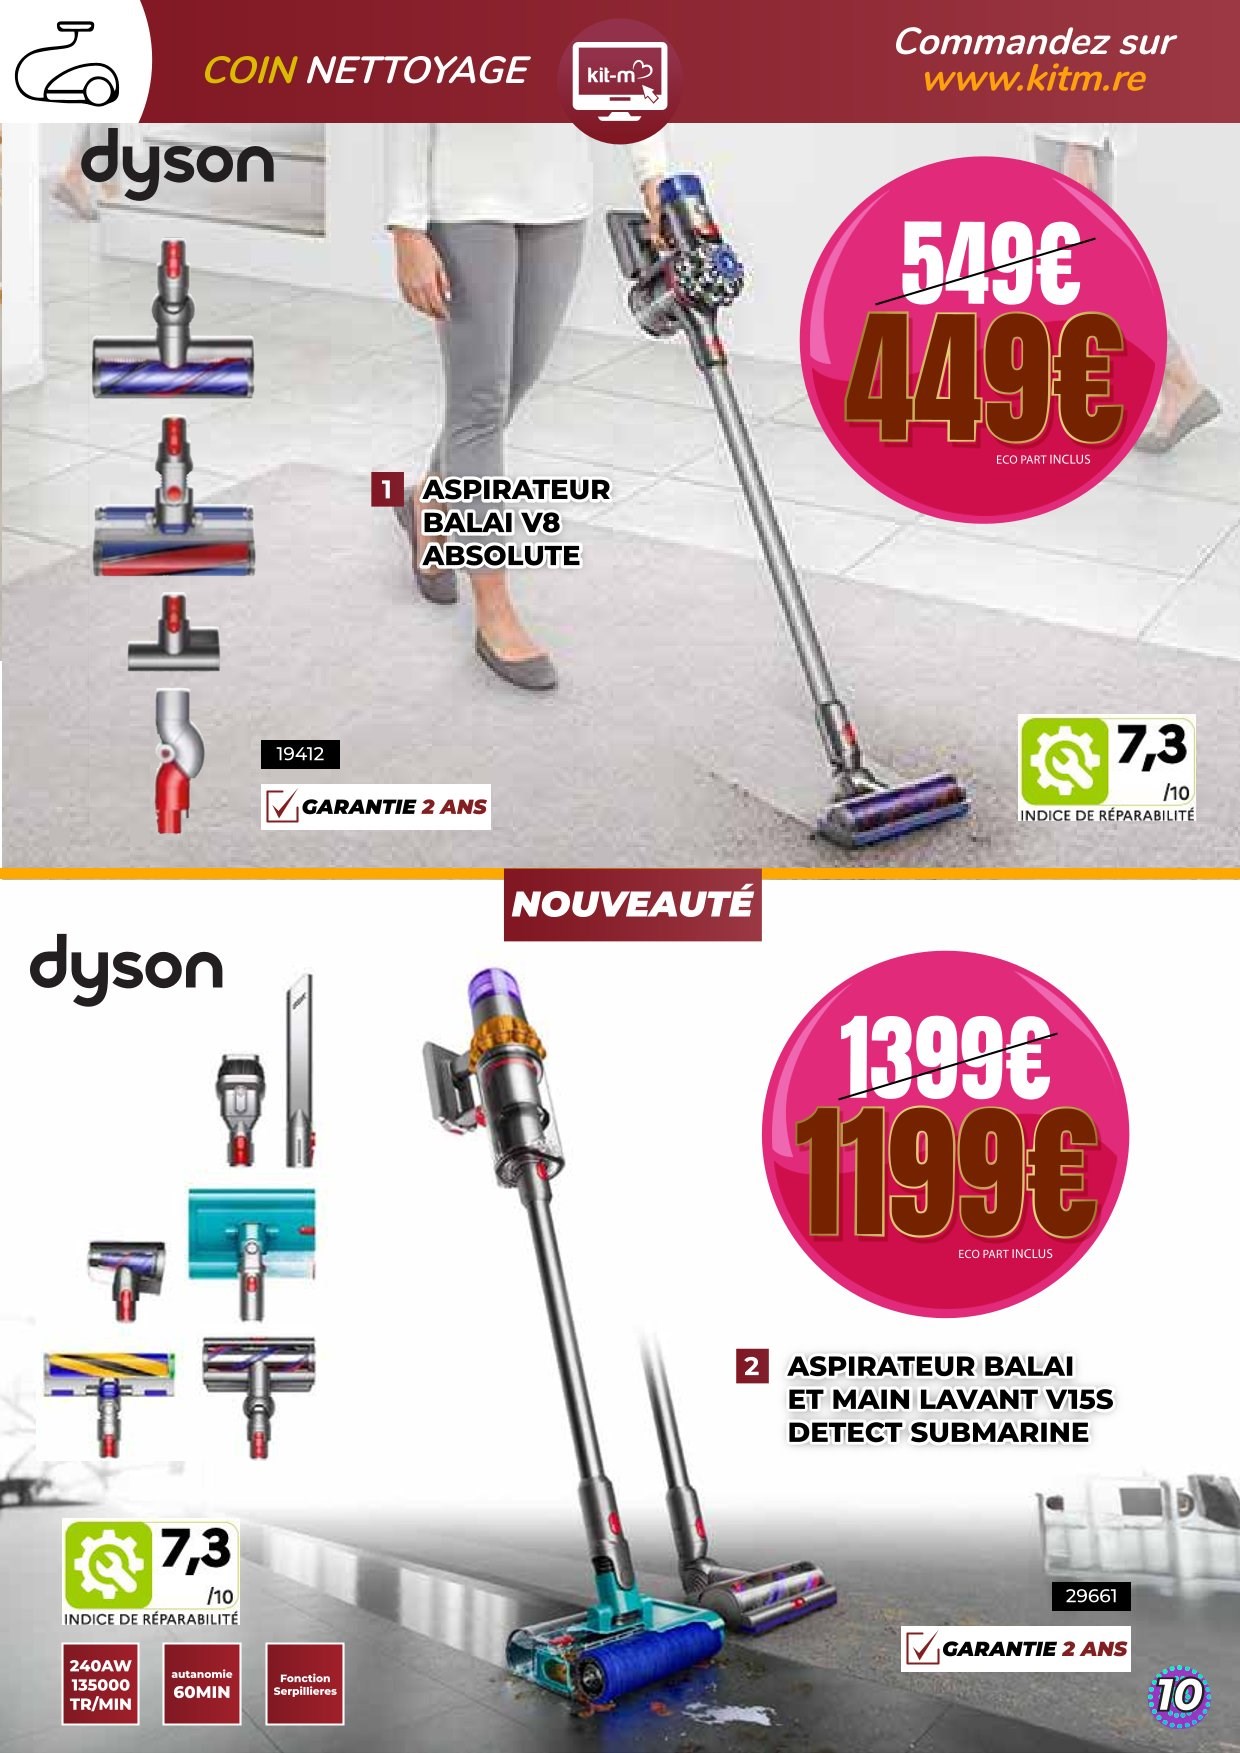 COIN NETTOYAGE
kit-m
Commandez sur
www.kitm.re
dyson
549€
449€
ECO PART INCLUS
1 ASPIRATEUR
BALAI V8
ABSOLUTE
19412
GARANTIE 2 ANS
7,3
/10
INDICE DE RÉPARABILITÉ
NOUVEAUTÉ
dyson
1399€
1199€
ECO PART INCLUS
2 ASPIRATEUR BALAI
ET MAIN LAVANT V15S
DETECT SUBMARINE
7,3
/10
INDICE DE RÉPARABILITÉ
240AW
135000
TR/MIN
autanomie
60MIN
Fonction
Serpillieres
29661
GARANTIE 2 ANS
10